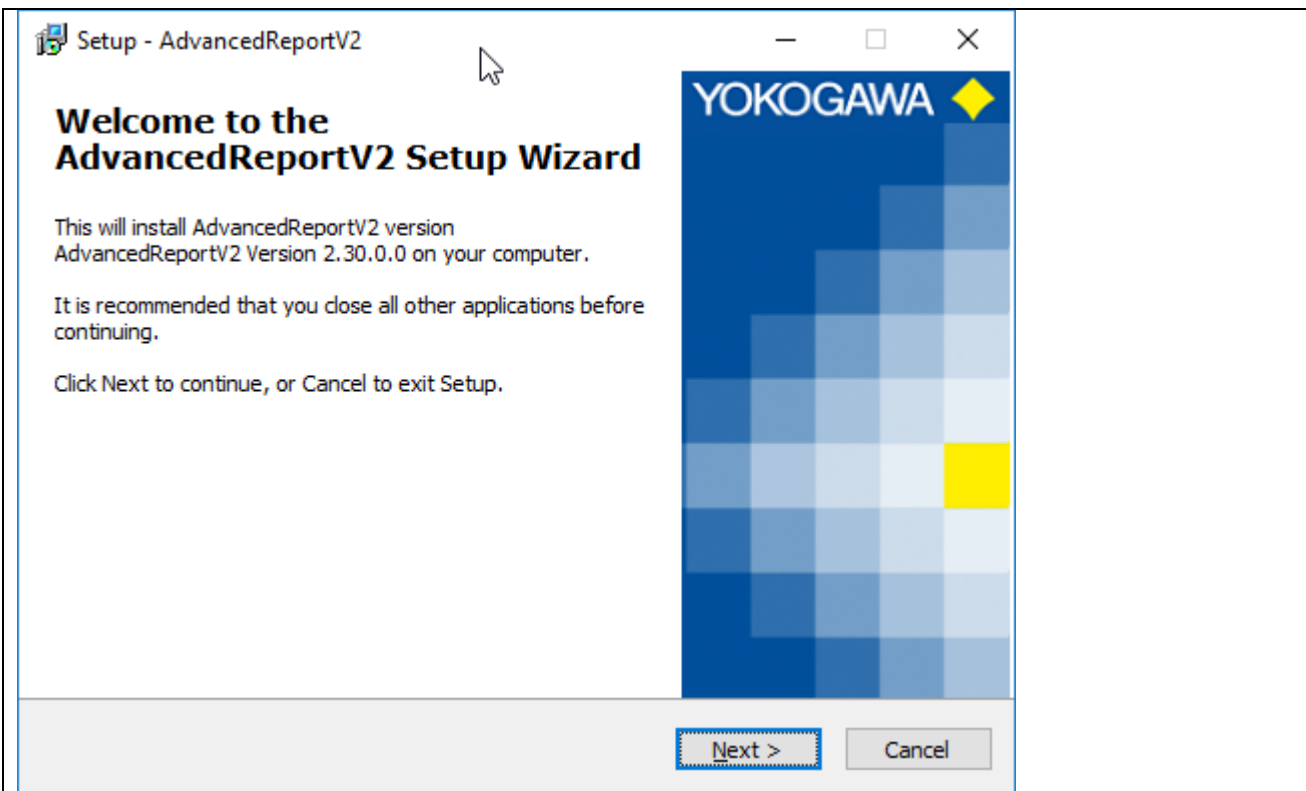 Setup - AdvancedReportV2
YOKOGAWA
Welcome to the
AdvancedReportV2 Setup Wizard
This will install AdvancedReportV2 version
AdvancedReportV2 Version 2.30.0.0 on your computer.
It is recommended that you close all other applications before
continuing.
Click Next to continue, or Cancel to exit Setup.
Next >
Cancel